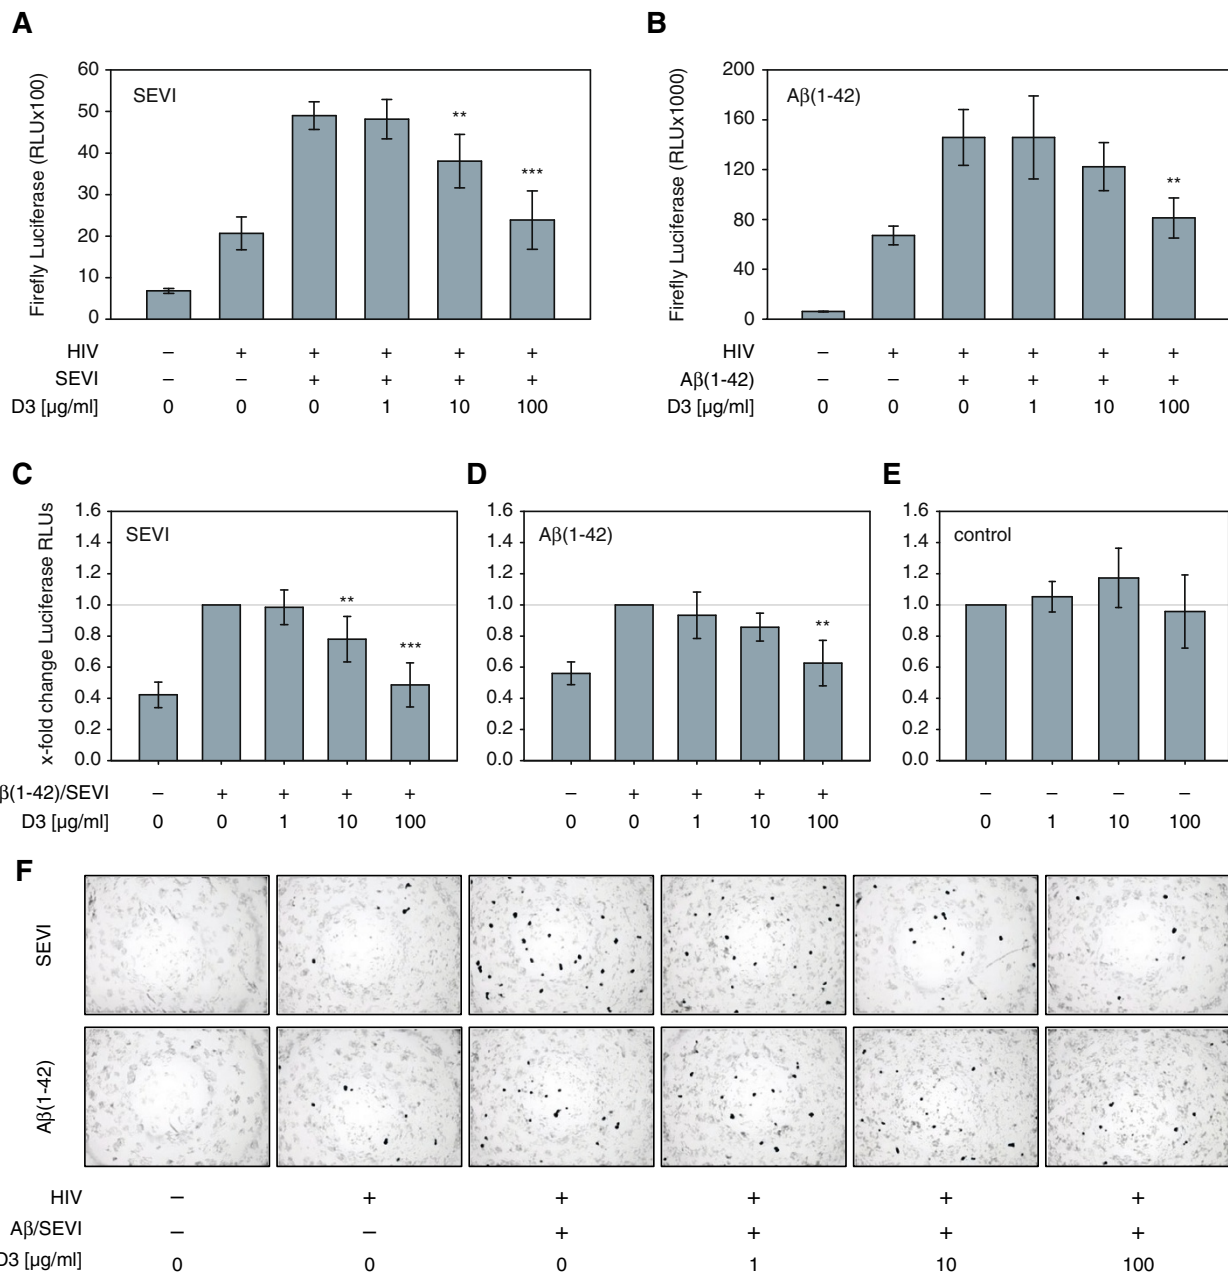 A
B
60
50
40
30
20
10
0
Firefly Luciferase (RLUx100)
SEVI
**
***
HIV – + + + + +
SEVI – – + + + +
D3 [µg/ml] 0 0 0 1 10 100
200
160
120
80
40
0
Firefly Luciferase (RLUx1000)
Aβ(1-42)
**
HIV – + + + + +
Aβ(1-42) – – + + + +
D3 [µg/ml] 0 0 0 1 10 100
C
D
E
1.6
1.4
1.2
1.0
0.8
0.6
0.4
0.2
0.0
x-fold change Luciferase RLUs
SEVI
**
***
β(1-42)/SEVI – + + + +
D3 [µg/ml] 0 0 1 10 100
1.6
1.4
1.2
1.0
0.8
0.6
0.4
0.2
0.0
Aβ(1-42)
**
– + + + +
0 0 1 10 100
1.6
1.4
1.2
1.0
0.8
0.6
0.4
0.2
0.0
control
– – – –
0 1 10 100
F
SEVI
Aβ(1-42)
HIV – + + + + +
Aβ/SEVI – – + + + +
D3 [µg/ml] 0 0 0 1 10 100